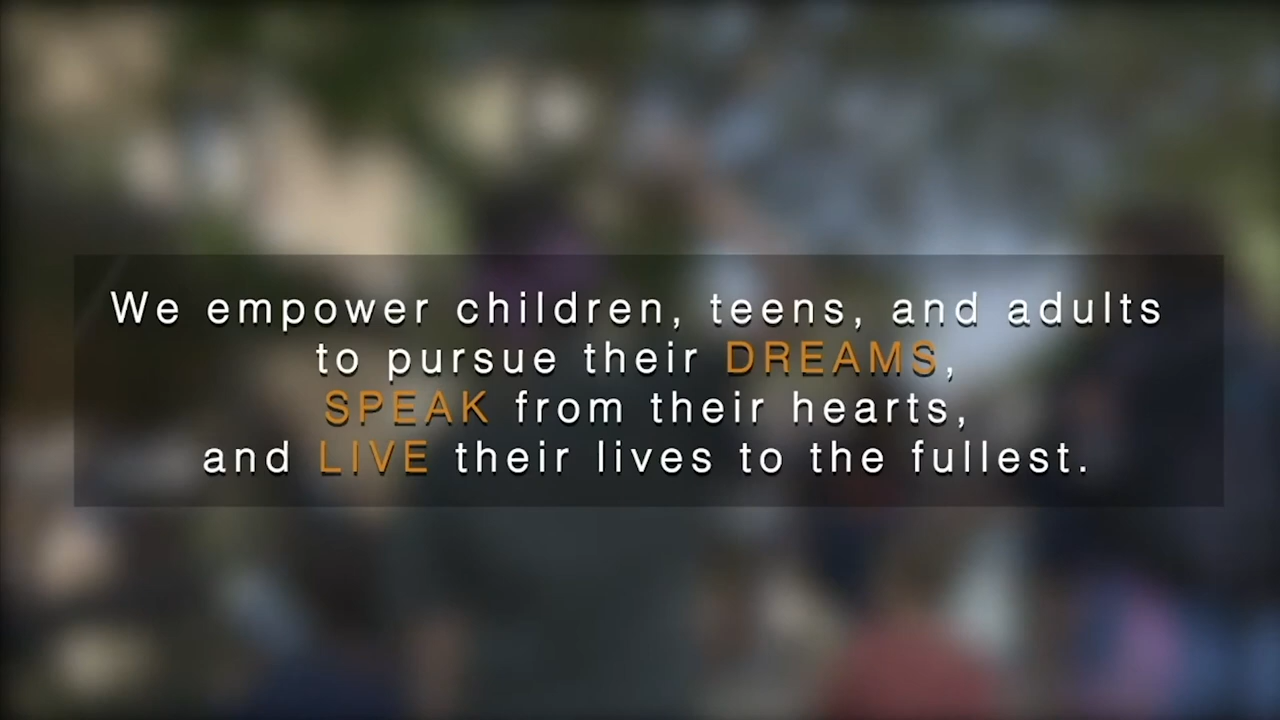 We empower children, teens, and adults
to pursue their DREAMS,
SPEAK from their hearts,
and LIVE their lives to the fullest.